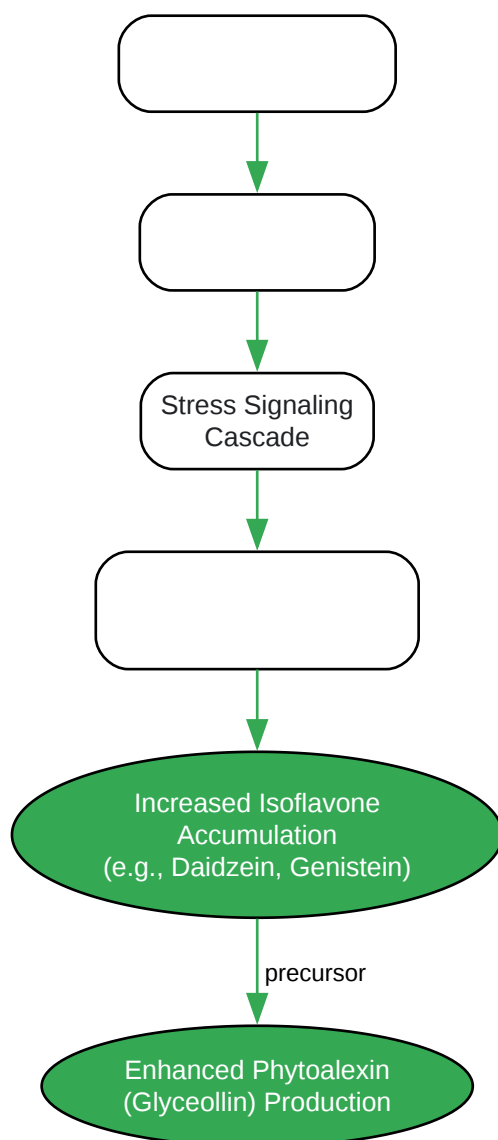 Stress Signaling
Cascade
Increased Isoflavone
Accumulation
(e.g., Daidzein, Genistein)
precursor
Enhanced Phytoalexin
(Glyceollin) Production